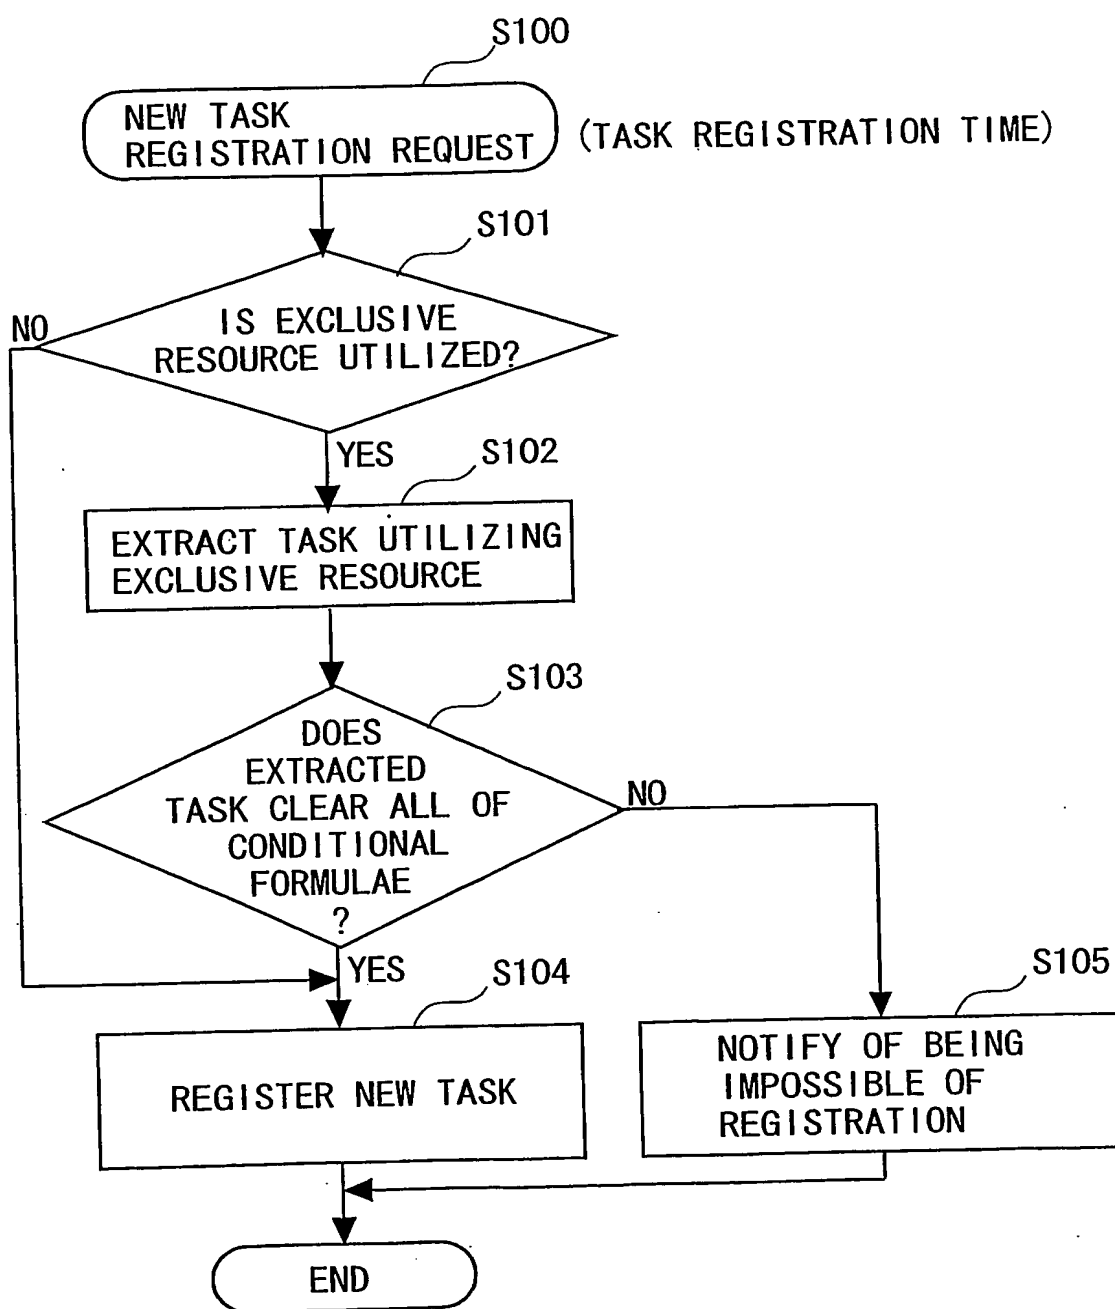 S100
NEW TASK
REGISTRATION REQUEST
(TASK REGISTRATION TIME)
S101
NO
IS EXCLUSIVE
RESOURCE UTILIZED?
YES
S102
EXTRACT TASK UTILIZING
EXCLUSIVE RESOURCE
S103
DOES
EXTRACTED
TASK CLEAR ALL OF
CONDITIONAL
FORMULAE
?
NO
YES
S104
REGISTER NEW TASK
S105
NOTIFY OF BEING
IMPOSSIBLE OF
REGISTRATION
END